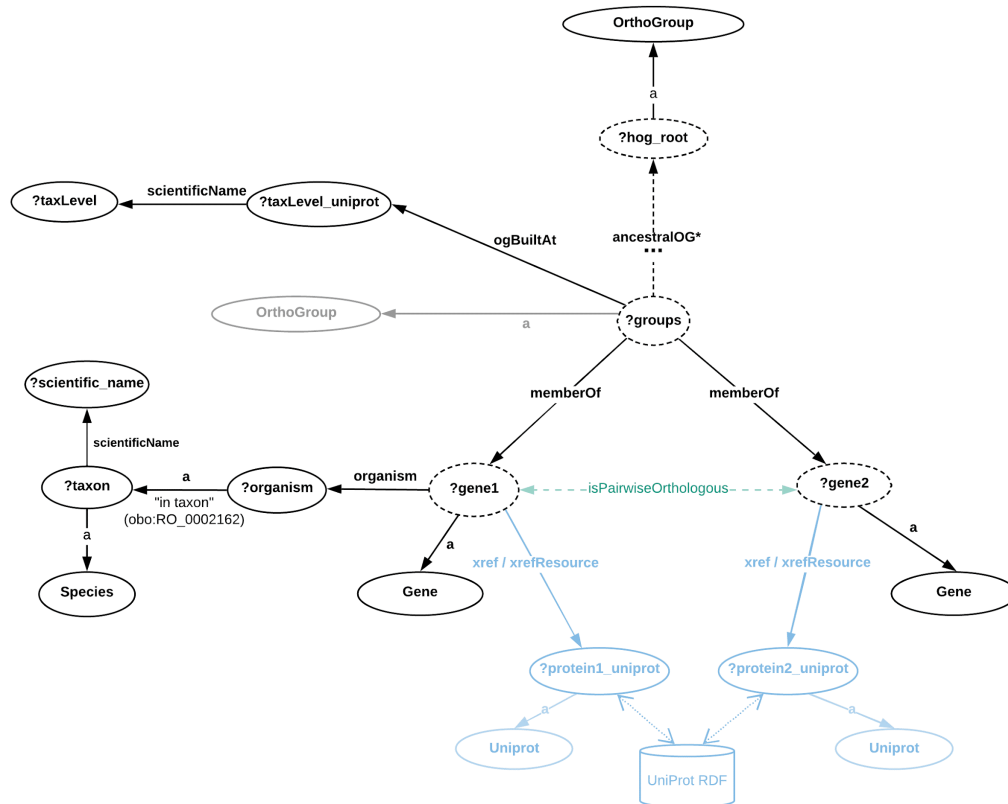 OrthoGroup
a
?hog_root
?taxLevel
scientificName
?taxLevel_uniprot
ogBuiltAt
ancestralOG*
...
OrthoGroup
a
?groups
?scientific_name
memberOf
memberOf
scientificName
?taxon
a
"in taxon"
(obo:RO_0002162)
?organism
organism
?gene1
isPairwiseOrthologous
?gene2
a
a
a
Species
Gene
xref / xrefResource
xref / xrefResource
Gene
?protein1_uniprot
?protein2_uniprot
a
a
Uniprot
UniProt RDF
Uniprot